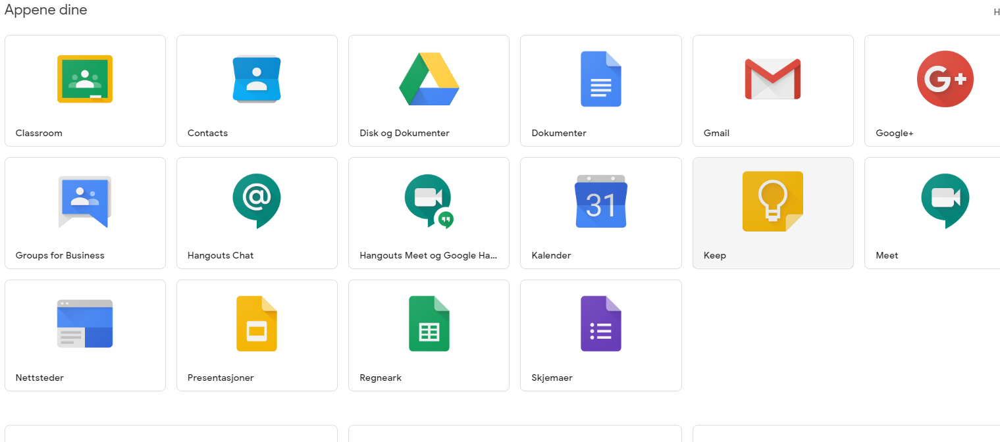 Appene dine
H
Classroom
Contacts
Disk og Dokumenter
Dokumenter
Gmail
G+
Google+
@
31
Groups for Business
Hangouts Chat
Hangouts Meet og Google Ha...
Kalender
Keep
Meet
Nettsteder
Presentasjoner
Regneark
Skjemaer